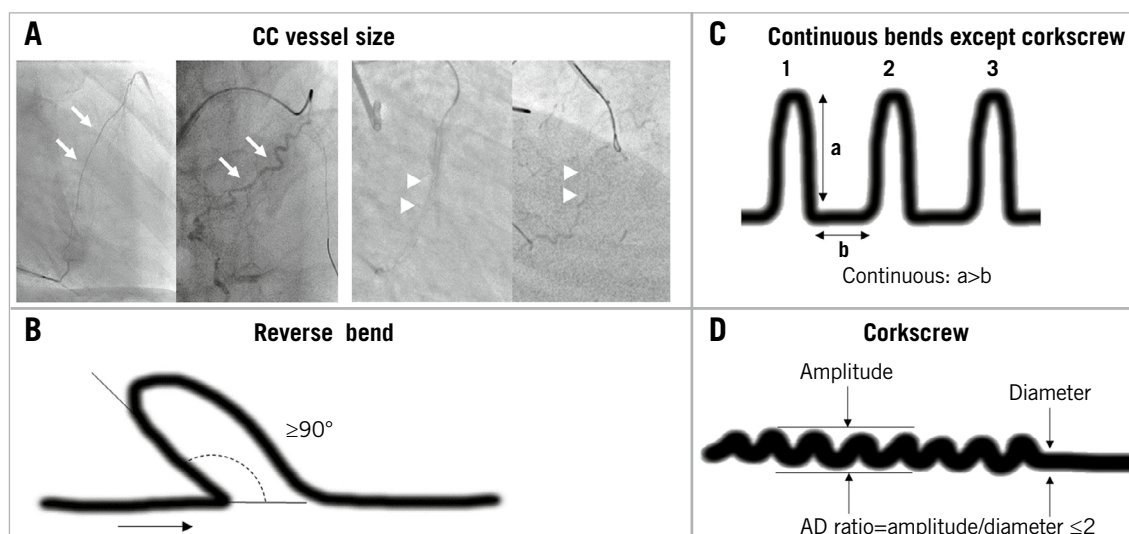 A
CC vessel size
B
Reverse bend
≥90°
C
Continuous bends except corkscrew
1 2 3
a
b
Continuous: a>b
D
Corkscrew
Amplitude
Diameter
AD ratio=amplitude/diameter ≤2